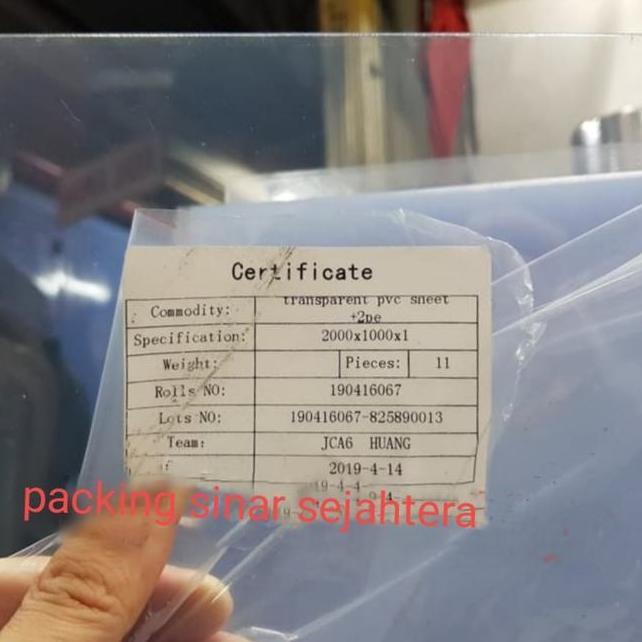 Certificate
Commodity: transparent pvc sheet
+2pe
Specification: 2000x1000x1
Weight: Pieces: 11
Rolls NO: 190416067
Lots NO: 190416067-825890013
Team: JCA6 HUANG
2019-4-14
packing sinar sejahtera